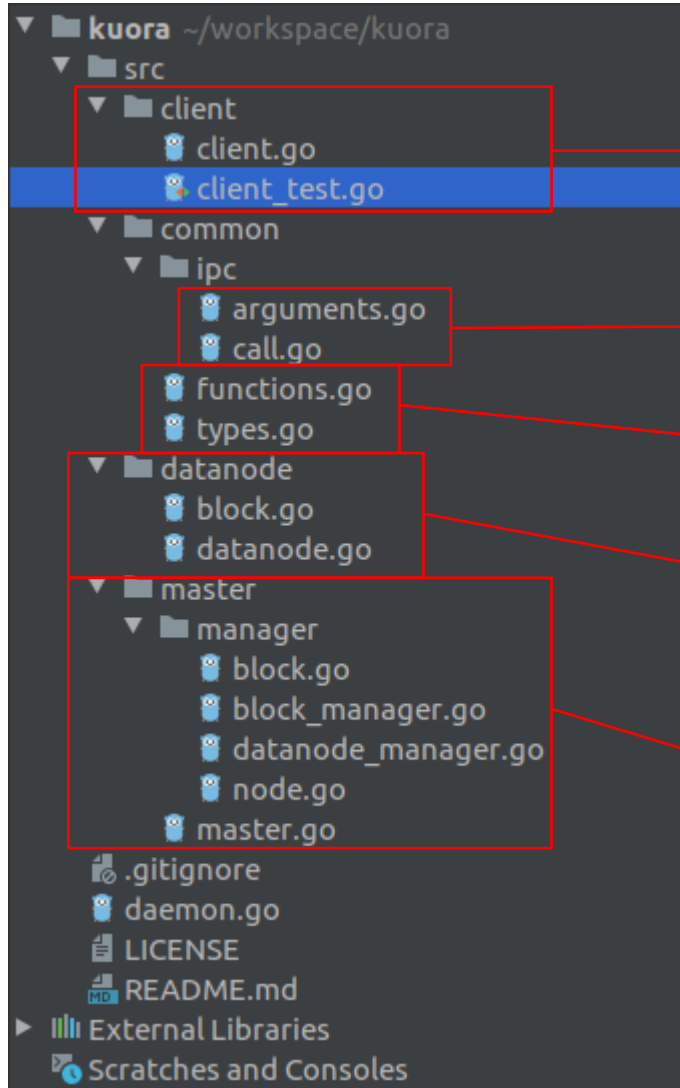 kuora ~/workspace/kuora
src
client
client.go
client_test.go
common
ipc
arguments.go
call.go
functions.go
types.go
datanode
block.go
datanode.go
master
manager
block.go
block_manager.go
datanode_manager.go
node.go
master.go
.gitignore
daemon.go
LICENSE
MD README.md
External Libraries
Scratches and Consoles